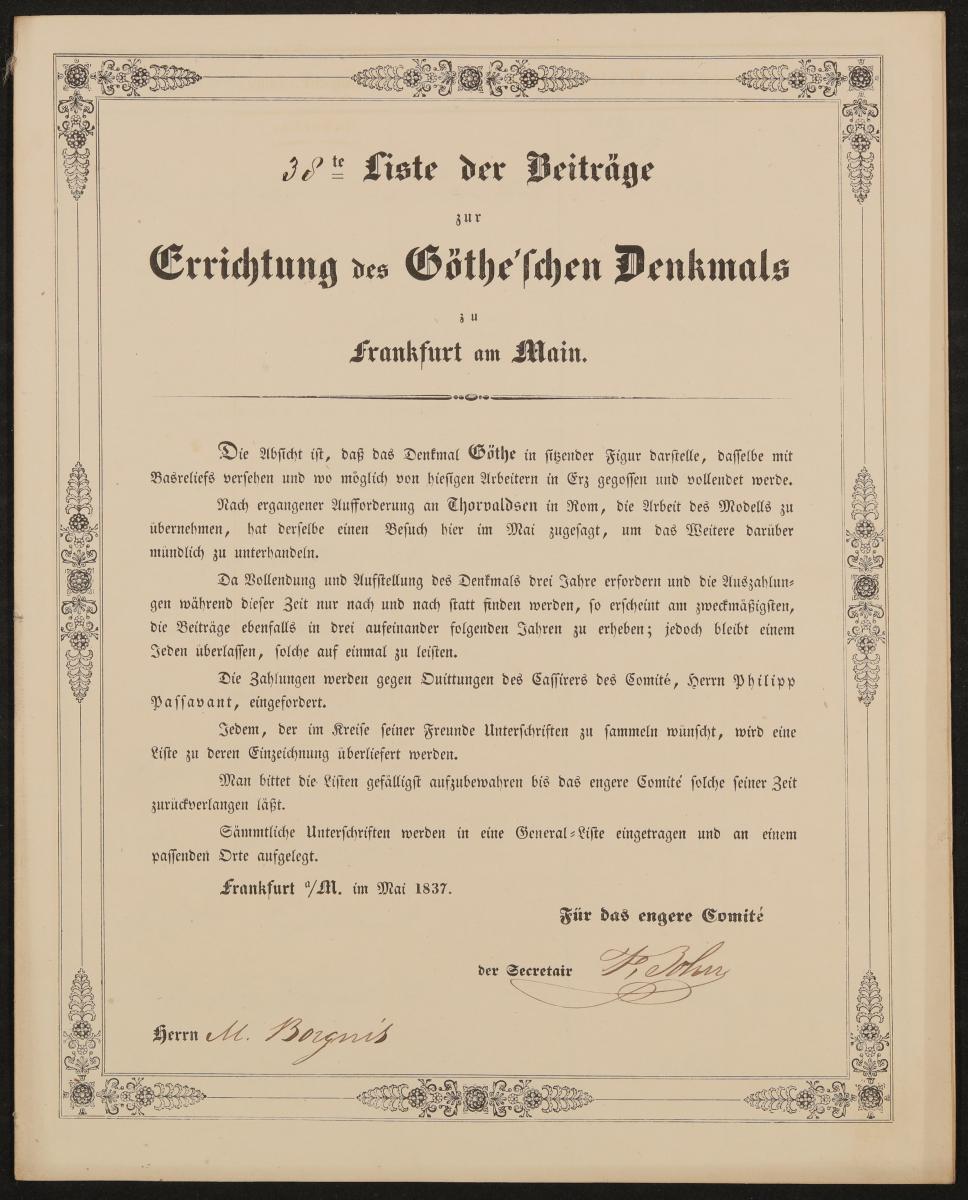 38te Liste der Beiträge
zur
Errichtung des Göthe'schen Denkmals
zu
Frankfurt am Main.
Die Absicht ist, daß das Denkmal Göthe in sitzender Figur darstelle, dasselbe mit
Basreliefs versehen und wo möglich von hiesigen Arbeitern in Erz gegossen und vollendet werde.
Nach ergangener Aufforderung an Thorvaldsen in Rom, die Arbeit des Modells zu
übernehmen, hat derselbe einen Besuch hier im Mai zugesagt, um das Weitere darüber
mündlich zu unterhandeln.
Da Vollendung und Aufstellung des Denkmals drei Jahre erfordern und die Auszahlun-
gen während dieser Zeit nur nach und nach statt finden werden, so erscheint am zweckmäßigsten,
die Beiträge ebenfalls in drei aufeinander folgenden Jahren zu erheben; jedoch bleibt einem
Jeden überlassen, solche auf einmal zu leisten.
Die Zahlungen werden gegen Quittungen des Cassirers des Comité, Herrn Philipp
Passavant, eingefordert.
Jedem, der im Kreise seiner Freunde Unterschriften zu sammeln wünscht, wird eine
Liste zu deren Einzeichnung überliefert werden.
Man bittet die Listen gefälligst aufzubewahren bis das engere Comité solche seiner Zeit
zurückverlangen läßt.
Sämmtliche Unterschriften werden in eine General-Liste eingetragen und an einem
passenden Orte aufgelegt.
Frankfurt a/M. im Mai 1837.
Für das engere Comité
der Secretair
Herrn M. Borgnis